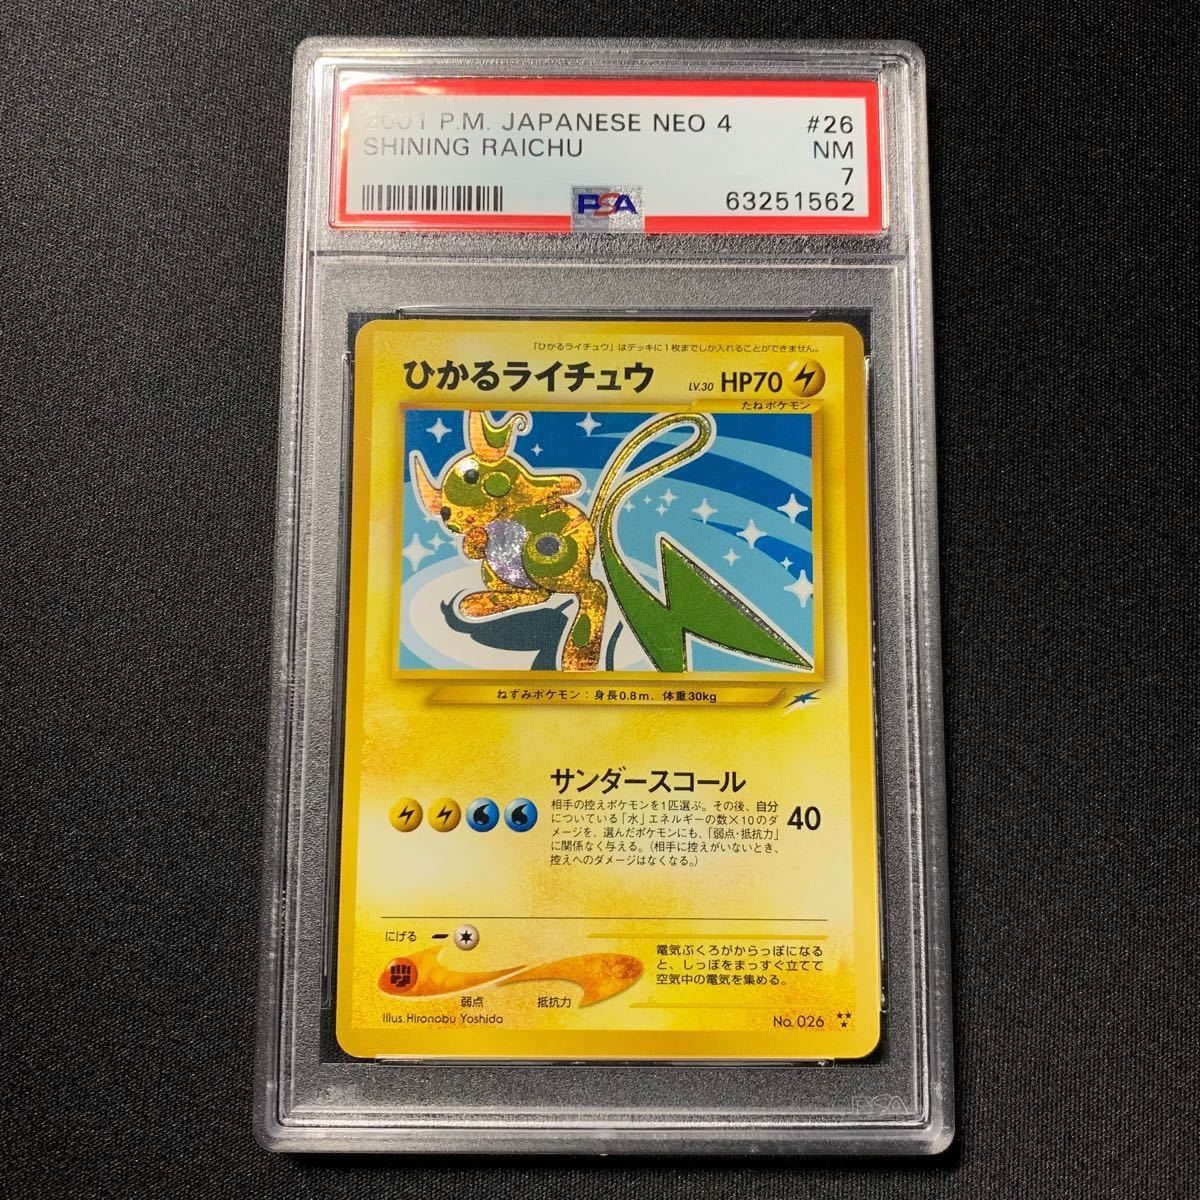 2001 P.M. JAPANESE NEO 4 #26
SHINING RAICHU NM
7
PSA 63251562
「ひかるライチュウ」はデッキに1枚までしか入れることができません。
ひかるライチュウ LV.30 HP70
たねポケモン
ねずみポケモン：身長0.8m、体重30kg
サンダースコール
相手の控えポケモンを1匹選ぶ。その後、自分
についている「水」エネルギーの数×10のダ
メージを、選んだポケモンにも、「弱点・抵抗力」
に関係なく与える。（相手に控えがいないとき、
控えへのダメージはなくなる。）
40
にげる
電気ぶくろがからっぽになる
と、しっぽをまっすぐ立てて
空気中の電気を集める。
弱点 抵抗力
Illus.Hironobu Yoshida No.026
PSA